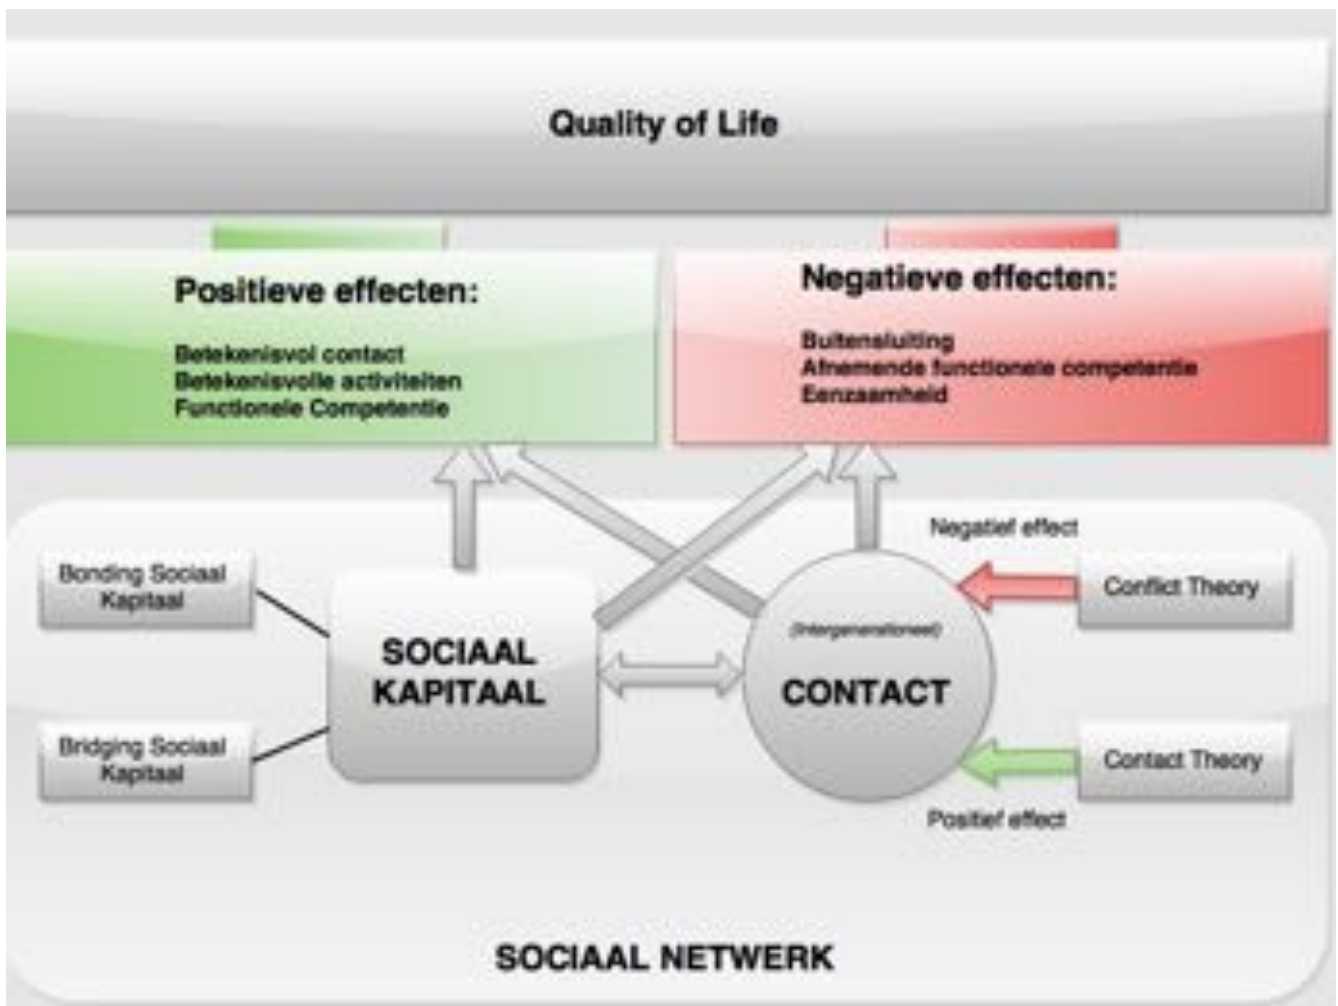 Quality of Life
Positieve effecten:
Betekenisvol contact
Betekenisvolle activiteiten
Functionele Competentie
Negatieve effecten:
Buitensluiting
Afnemende functionele competentie
Eenzaamheid
Bonding Sociaal
Kapitaal
Bridging Sociaal
Kapitaal
SOCIAAL
KAPITAAL
(Intergenerationeel)
CONTACT
Negatief effect
Conflict Theory
Contact Theory
Positief effect
SOCIAAL NETWERK